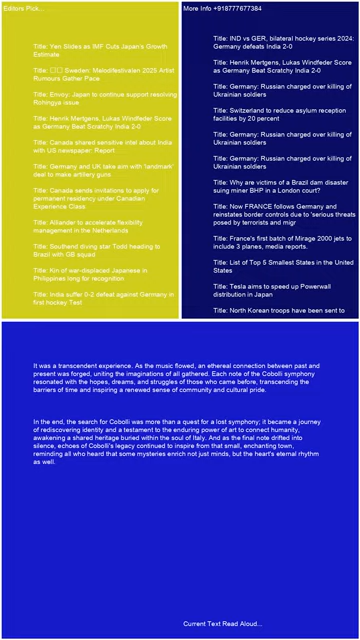 Editors Pick...
Title: Yen Slides as IMF Cuts Japan's Growth
Estimate
Title: □□ Sweden: Melodifestivalen 2025 Artist
Rumours Gather Pace
Title: Envoy: Japan to continue support resolving
Rohingya issue
Title: Henrik Mertgens, Lukas Windfeder Score
as Germany Beat Scratchy India 2-0
Title: Canada shared sensitive intel about India
with US newspaper: Report
Title: Germany and UK take aim with 'landmark'
deal to make artillery guns
Title: Canada sends invitations to apply for
permanent residency under Canadian
Experience Class
Title: Alliander to accelerate flexibility
management in the Netherlands
Title: Southend diving star Todd heading to
Brazil with GB squad
Title: Kin of war-displaced Japanese in
Philippines long for recognition
Title: India suffer 0-2 defeat against Germany in
first hockey Test
More Info +918777677384
Title: IND vs GER, bilateral hockey series 2024:
Germany defeats India 2-0
Title: Henrik Mertgens, Lukas Windfeder Score
as Germany Beat Scratchy India 2-0
Title: Germany: Russian charged over killing of
Ukrainian soldiers
Title: Switzerland to reduce asylum reception
facilities by 20 percent
Title: Germany: Russian charged over killing of
Ukrainian soldiers
Title: Germany: Russian charged over killing of
Ukrainian soldiers
Title: Why are victims of a Brazil dam disaster
suing miner BHP in a London court?
Title: Now FRANCE follows Germany and
reinstates border controls due to 'serious threats
posed by terrorists and migr
Title: France's first batch of Mirage 2000 jets to
include 3 planes, media reports.
Title: List of Top 5 Smallest States in the United
States
Title: Tesla aims to speed up Powerwall
distribution in Japan
Title: North Korean troops have been sent to
It was a transcendent experience. As the music flowed, an ethereal connection between past and
present was forged, uniting the imaginations of all gathered. Each note of the Cobolli symphony
resonated with the hopes, dreams, and struggles of those who came before, transcending the
barriers of time and inspiring a renewed sense of community and cultural pride.
In the end, the search for Cobolli was more than a quest for a lost symphony; it became a journey
of rediscovering identity and a testament to the enduring power of art to connect humanity,
awakening a shared heritage buried within the soul of Italy. And as the final note drifted into
silence, echoes of Cobolli's legacy continued to inspire from that small, enchanting town,
reminding all who heard that some mysteries enrich not just minds, but the heart's eternal rhythm
as well.
Current Text Read Aloud...